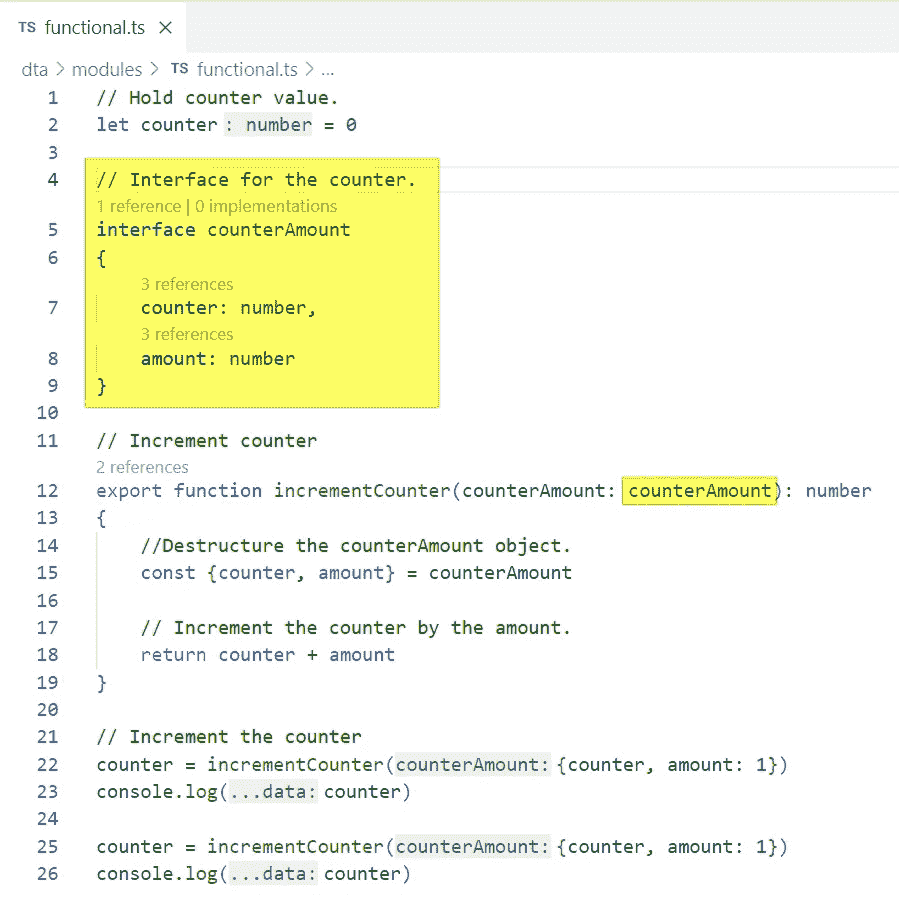 TS functional.ts ×
dta > modules > TS functional.ts > ...
1 // Hold counter value.
2 let counter : number = 0
3
4 // Interface for the counter.
1 reference | 0 implementations
5 interface counterAmount
6 {
3 references
7 counter: number,
3 references
8 amount: number
9 }
10
11 // Increment counter
2 references
12 export function incrementCounter(counterAmount: counterAmount): number
13 {
14 //Destructure the counterAmount object.
15 const {counter, amount} = counterAmount
16
17 // Increment the counter by the amount.
18 return counter + amount
19 }
20
21 // Increment the counter
22 counter = incrementCounter(counterAmount: {counter, amount: 1})
23 console.log(...data: counter)
24
25 counter = incrementCounter(counterAmount: {counter, amount: 1})
26 console.log(...data: counter)